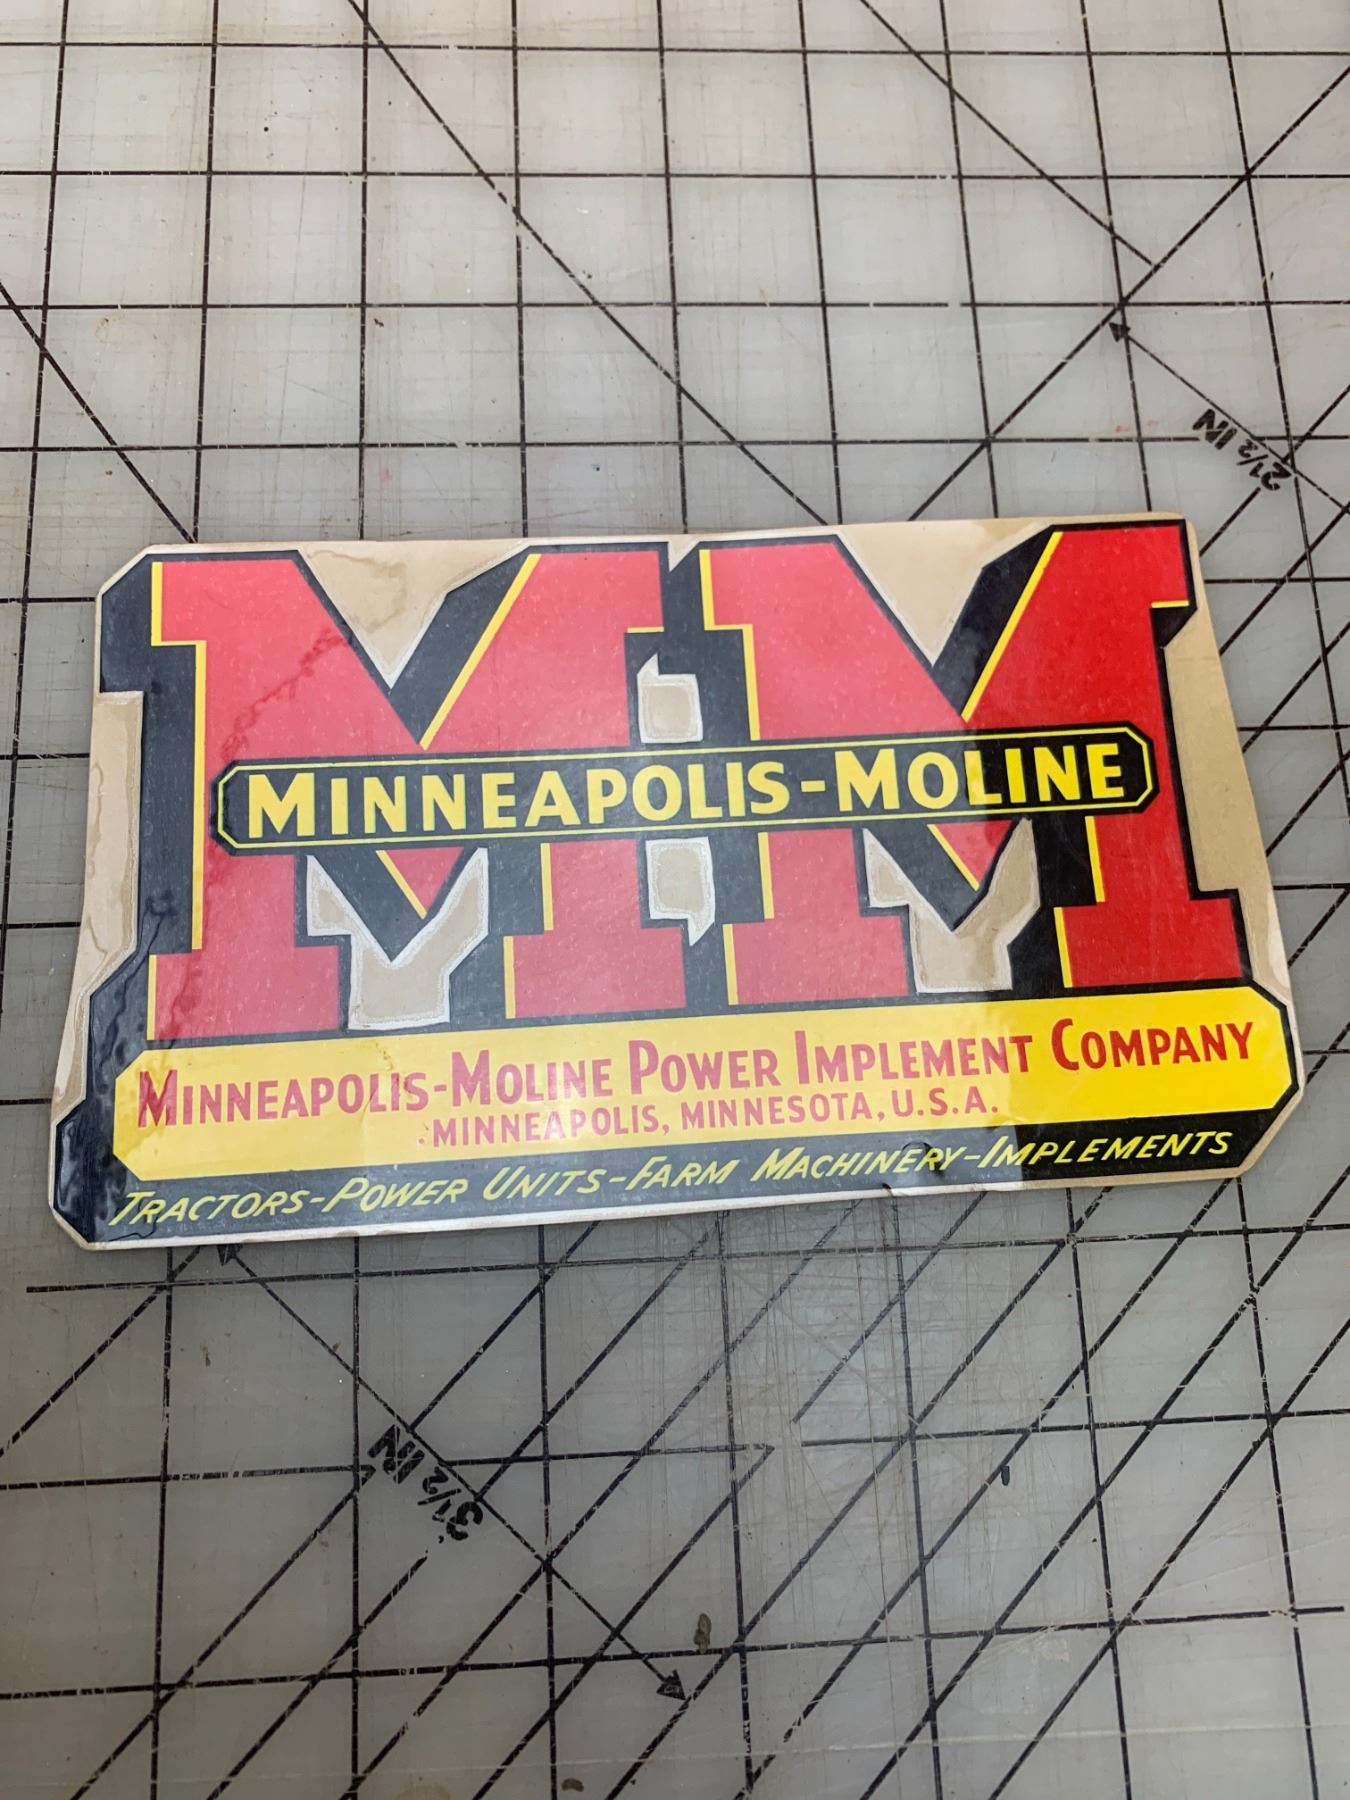 2½ IN
MM
MINNEAPOLIS-MOLINE
MINNEAPOLIS-MOLINE POWER IMPLEMENT COMPANY
MINNEAPOLIS, MINNESOTA, U.S.A.
TRACTORS-POWER UNITS-FARM MACHINERY-IMPLEMENTS
3½ IN